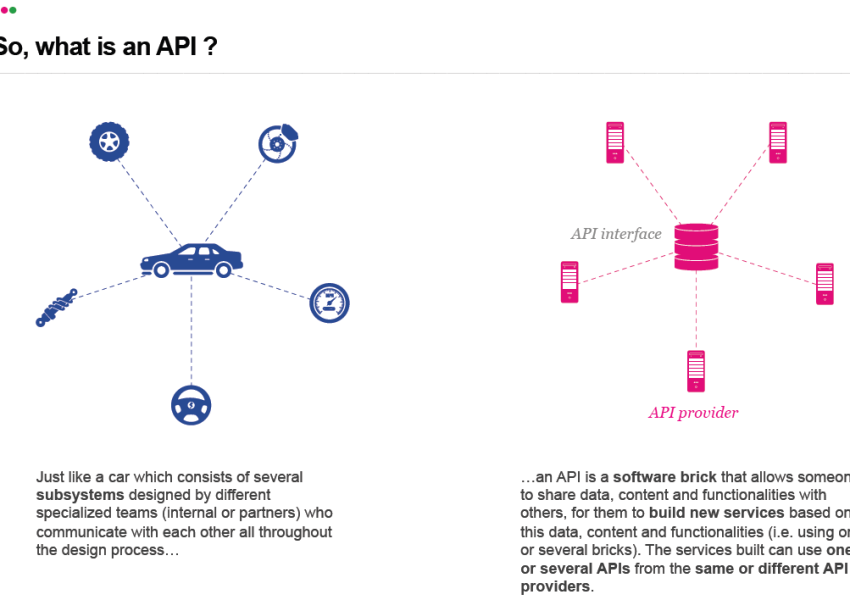 So, what is an API ?
API interface
API provider
Just like a car which consists of several
subsystems designed by different
specialized teams (internal or partners) who
communicate with each other all throughout
the design process…
…an API is a software brick that allows someon
to share data, content and functionalities with
others, for them to build new services based on
this data, content and functionalities (i.e. using or
or several bricks). The services built can use one
or several APIs from the same or different API
providers.